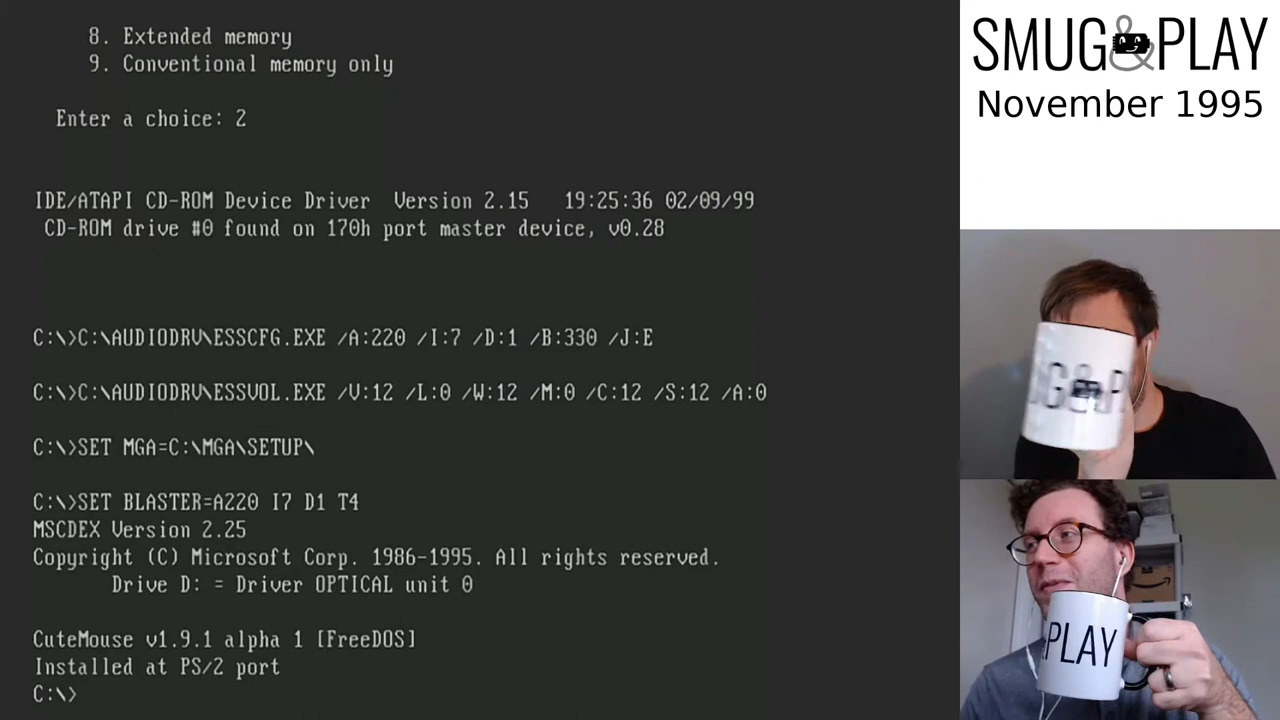 8. Extended memory
9. Conventional memory only
Enter a choice: 2
IDE/ATAPI CD-ROM Device Driver  Version 2.15   19:25:36 02/09/99
CD-ROM drive #0 found on 170h port master device, v0.28
C:\>C:\AUDIODRV\ESSCFG.EXE /A:220 /I:7 /D:1 /B:330 /J:E
C:\>C:\AUDIODRV\ESSVOL.EXE /V:12 /L:0 /W:12 /M:0 /C:12 /S:12 /A:0
C:\>SET MGA=C:\MGA\SETUP\
C:\>SET BLASTER=A220 I7 D1 T4
MSCDEX Version 2.25
Copyright (C) Microsoft Corp. 1986-1995. All rights reserved.
Drive D: = Driver OPTICAL unit 0
CuteMouse v1.9.1 alpha 1 [FreeDOS]
Installed at PS/2 port
C:\>
SMUG&PLAY
November 1995
UG&P
PLAY